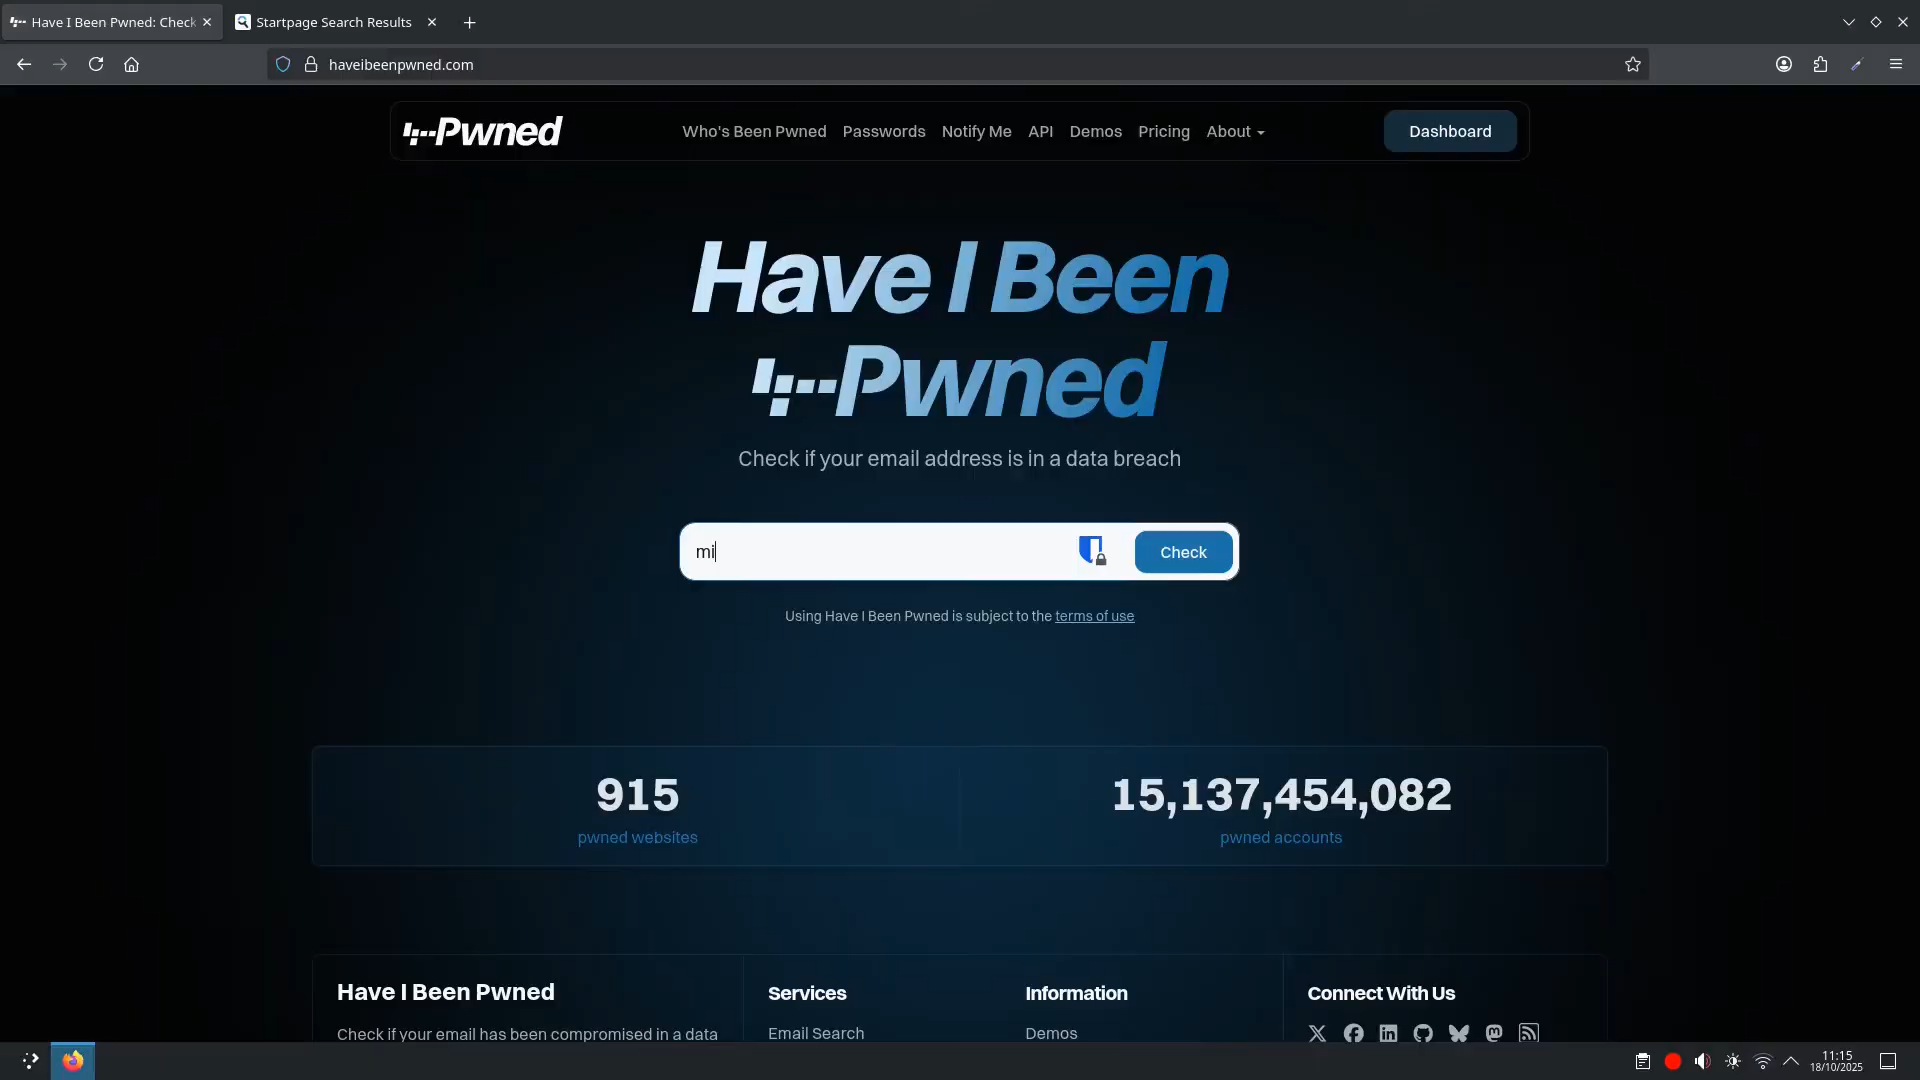 Have I Been Pwned: Check
Startpage Search Results
haveibeenpwned.com
Pwned
Who's Been Pwned
Passwords
Notify Me
API
Demos
Pricing
About
Dashboard
Have I Been
Pwned
Check if your email address is in a data breach
mi
Check
Using Have I Been Pwned is subject to the terms of use
915
pwned websites
15,137,454,082
pwned accounts
Have I Been Pwned
Check if your email has been compromised in a data
Services
Email Search
Information
Demos
Connect With Us
11:15
18/10/2025